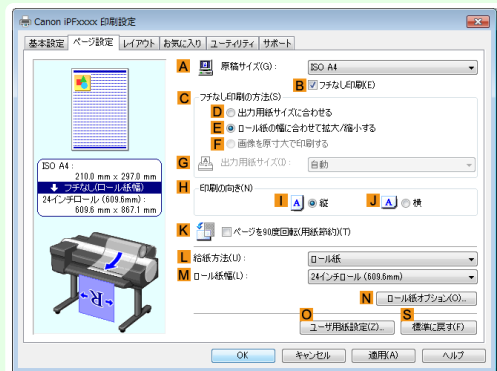 Canon iPFxxxx 印刷設定
基本設定 ページ設定 レイアウト お気に入り ユーティリティ サポート
A 原稿サイズ(G): ISO A4
B フチなし印刷(E)
C フチなし印刷の方法(S)
D 出力用紙サイズに合わせる
E ロール紙の幅に合わせて拡大/縮小する
F 画像を原寸大で印刷する
G 出力用紙サイズ(I): 自動
H 印刷の向き(N)
I A 縦 J A 横
K ページを90度回転(用紙節約)(T)
L 給紙方法(U): ロール紙
M ロール紙幅(L): 24インチロール (609.6mm)
N ロール紙オプション(O)...
O S
ユーザ用紙設定(Z)... 標準に戻す(F)
ISO A4:
210.0 mm x 297.0 mm
フチなし(ロール紙幅)
24インチロール (609.6mm):
609.6 mm x 867.1 mm
R
OK キャンセル 適用(A) ヘルプ